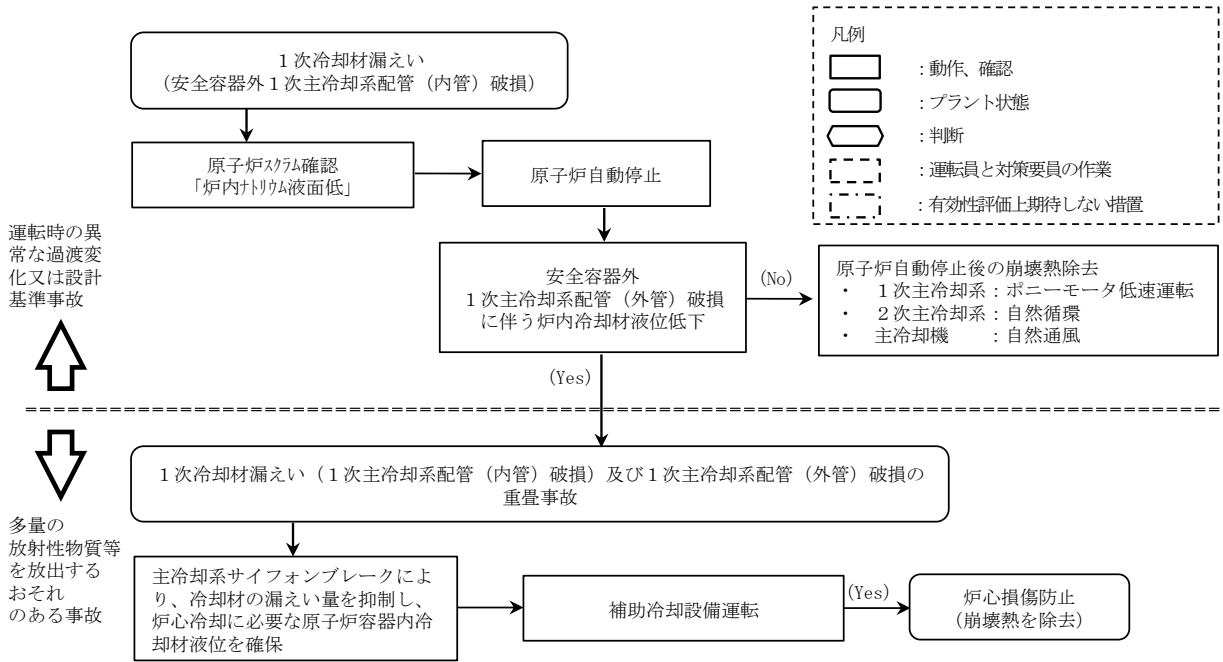 １次冷却材漏えい
（安全容器外１次主冷却系配管（内管）破損）
原子炉ｽｸﾗﾑ確認
「炉内ﾅﾄﾘｳﾑ液面低」
原子炉自動停止
凡例
：動作、確認
：プラント状態
：判断
：運転員と対策要員の作業
：有効性評価上期待しない措置
運転時の異
常な過渡変
化又は設計
基準事故
安全容器外
１次主冷却系配管（外管）破損
に伴う炉内冷却材液位低下
(No)
原子炉自動停止後の崩壊熱除去
・　１次主冷却系：ポニーモータ低速運転
・　２次主冷却系：自然循環
・　主冷却機　　：自然通風
(Yes)
１次冷却材漏えい（１次主冷却系配管（内管）破損）及び１次主冷却系配管（外管）破損の
重畳事故
多量の
放射性物質等
を放出する
おそれ
のある事故
主冷却系サイフォンブレークによ
り、冷却材の漏えい量を抑制し、
炉心冷却に必要な原子炉容器内冷
却材液位を確保
補助冷却設備運転
(Yes)
炉心損傷防止
（崩壊熱を除去）